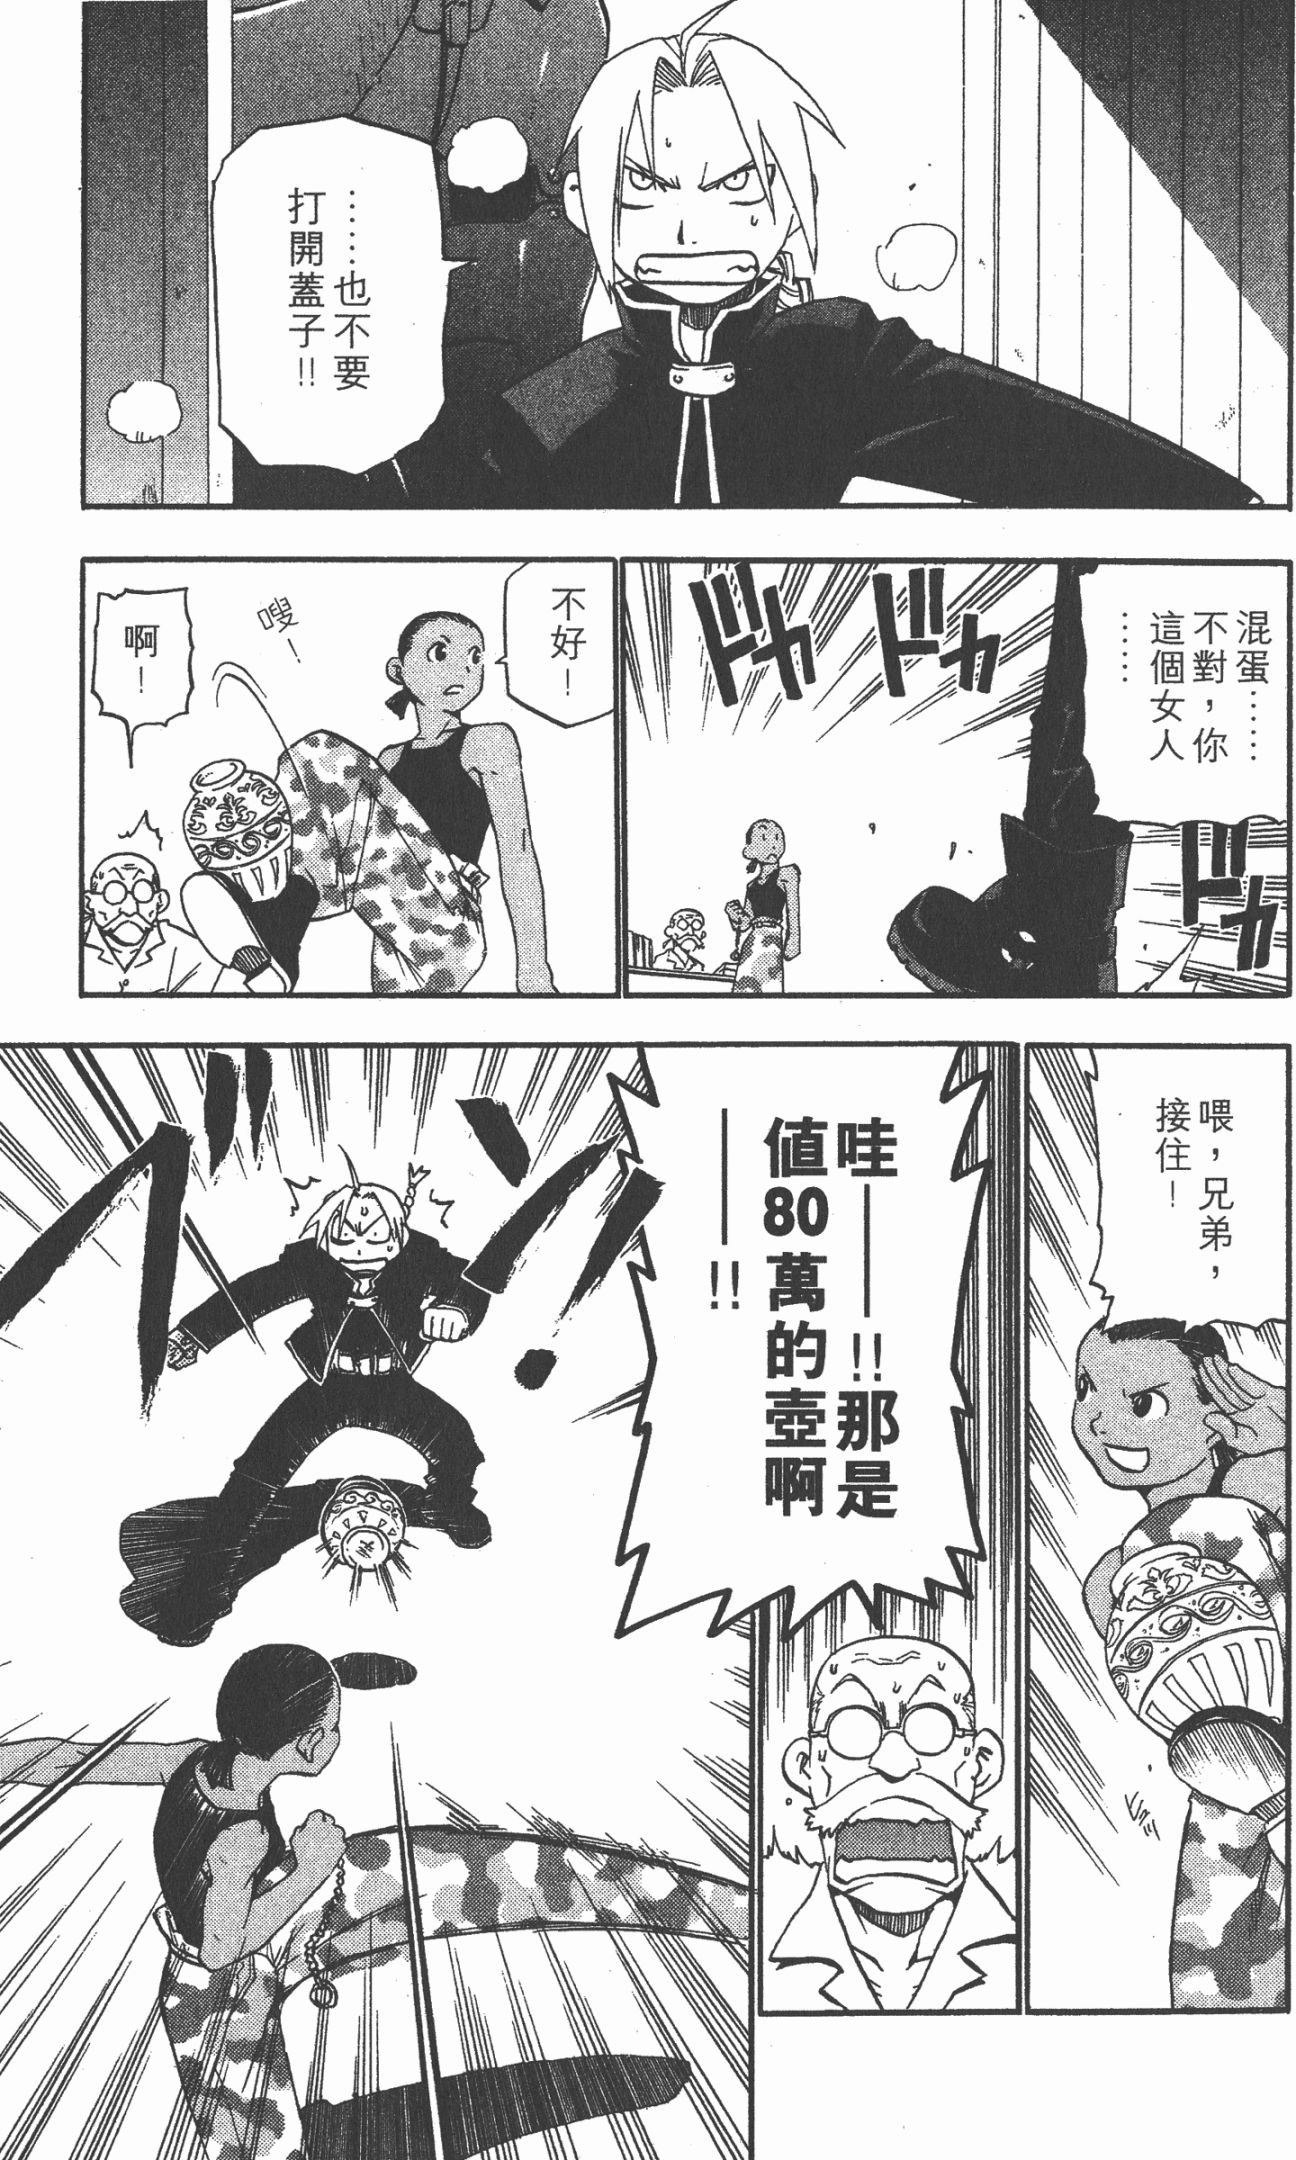 ……也不要
打開蓋子!!
混蛋……
不對，你
這個女人
……
ドカ
ドカ
ドカ
不好！
嗖！
啊！
喂，兄弟，
接住！
哇——!!那是
值80萬的壺啊
——!!